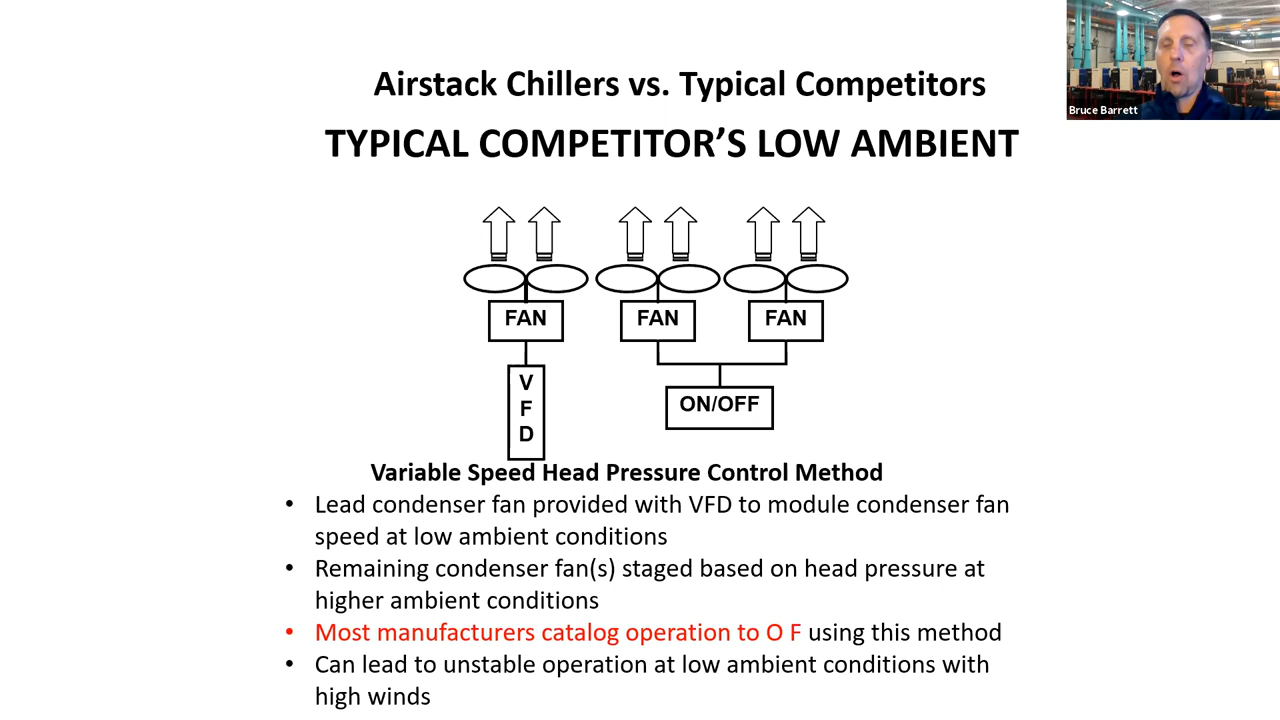 Airstack Chillers vs. Typical Competitors
Bruce Barrett
TYPICAL COMPETITOR’S LOW AMBIENT
FAN
FAN
FAN
V
F
D
ON/OFF
Variable Speed Head Pressure Control Method
• Lead condenser fan provided with VFD to module condenser fan
speed at low ambient conditions
• Remaining condenser fan(s) staged based on head pressure at
higher ambient conditions
• Most manufacturers catalog operation to O F using this method
• Can lead to unstable operation at low ambient conditions with
high winds